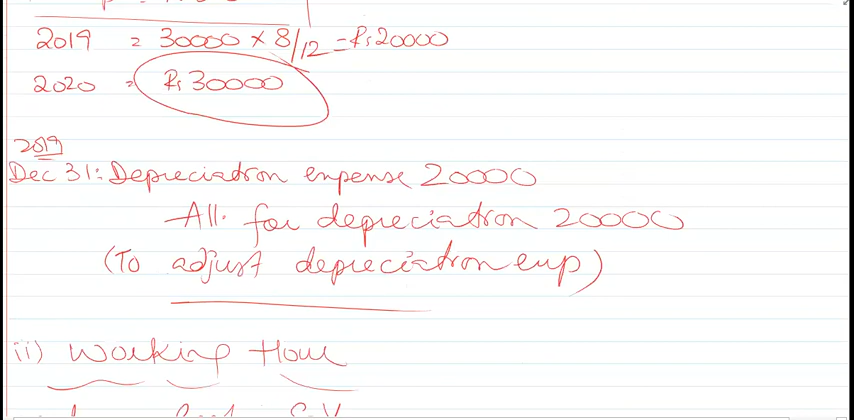 2019 = 30000 × 8/12 = Rs 20000
2020 = Rs 30000
2019
Dec 31: Depreciation expense 20000
All. for depreciation 20000
(To adjust depreciation exp)
ii) Working Hour